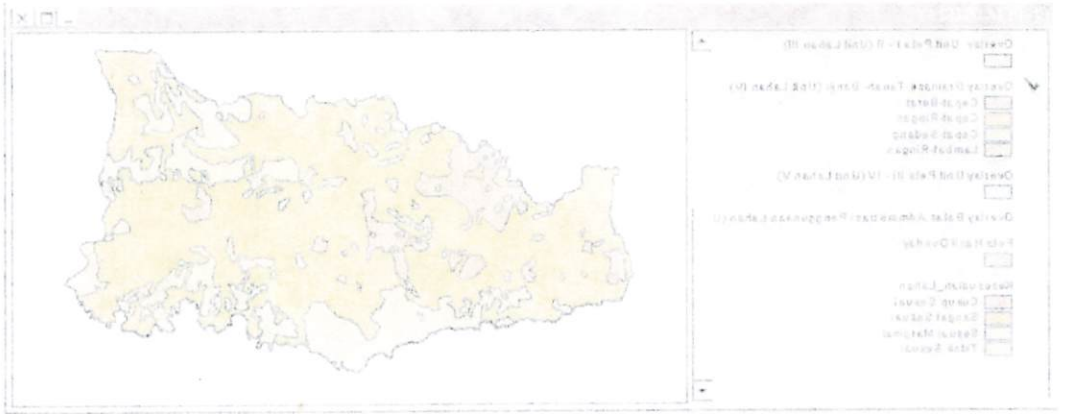 Overlay Unit Peta I - II (Unit Lahan III)
Overlay Drainase Tanah - Banjir (Unit Lahan IV)
Cepat Berat
Cepat Ringan
Cepat Sedang
Lambat Ringan
Overlay Unit Peta III - IV (Unit Lahan V)
Overlay Batas Administrasi Penggunaan Lahan (U
Peta Hasil Overlay
Kesesuaian_Lahan
Cukup Sesuai
Sangat Sesuai
Sesuai Marginal
Tidak Sesuai